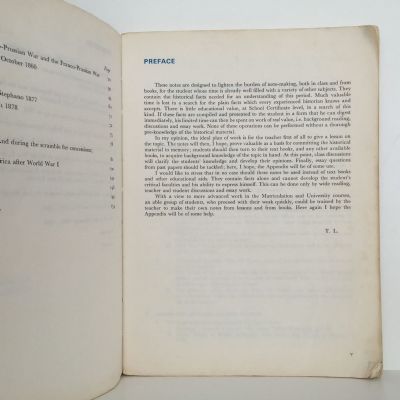 -Prussian War and the Franco-Prussian War
October 1866
Stephano 1877
1878
and during the scramble for concessions;
rica after World War I
Page
PREFACE
These notes are designed to lighten the burden of note-making, both in class and from
books, for the student whose time is already well filled with a variety of other subjects. They
contain the historical facts needed for an understanding of this period. Much valuable
time is lost in a search for the plain facts which every experienced historian knows and
accepts. There is little educational value, at School Certificate level, in a search of this
kind. If these facts are compiled and presented to the student in a form that he can digest
immediately, his limited time can then be spent on work of real value, i.e. background reading,
discussions and essay work. None of these operations can be performed without a thorough
pre-knowledge of the historical material.
In my opinion, the ideal plan of work is for the teacher first of all to give a lesson on
the topic. The notes will then, I hope, prove valuable as a basis for committing the historical
material to memory; students should then turn to their text books, and any other available
books, to acquire background knowledge of the topic in hand. At this point, class discussions
will clarify the students' knowledge and develop their opinions. Finally, essay questions
from past papers should be tackled; here, I hope, the Appendix will be of some use.
I would like to stress that in no case should these notes be used instead of text books
and other educational aids. They contain facts alone and cannot develop the student's
critical faculties and his ability to express himself. This can be done only by wide reading,
teacher and student discussions and essay work.
With a view to more advanced work in the Matriculation and University courses,
an able group of students, who proceed with their work quickly, could be trained by the
teacher to make their own notes from lessons and from books. Here again I hope the
Appendix will be of some help.
T. L.
v